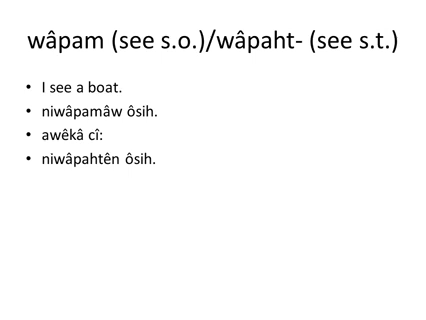 wâpam (see s.o.)/wâpaht- (see s.t.)
• I see a boat.
• niwâpamâw ôsih.
• awêkâ cî:
• niwâpahtên ôsih.